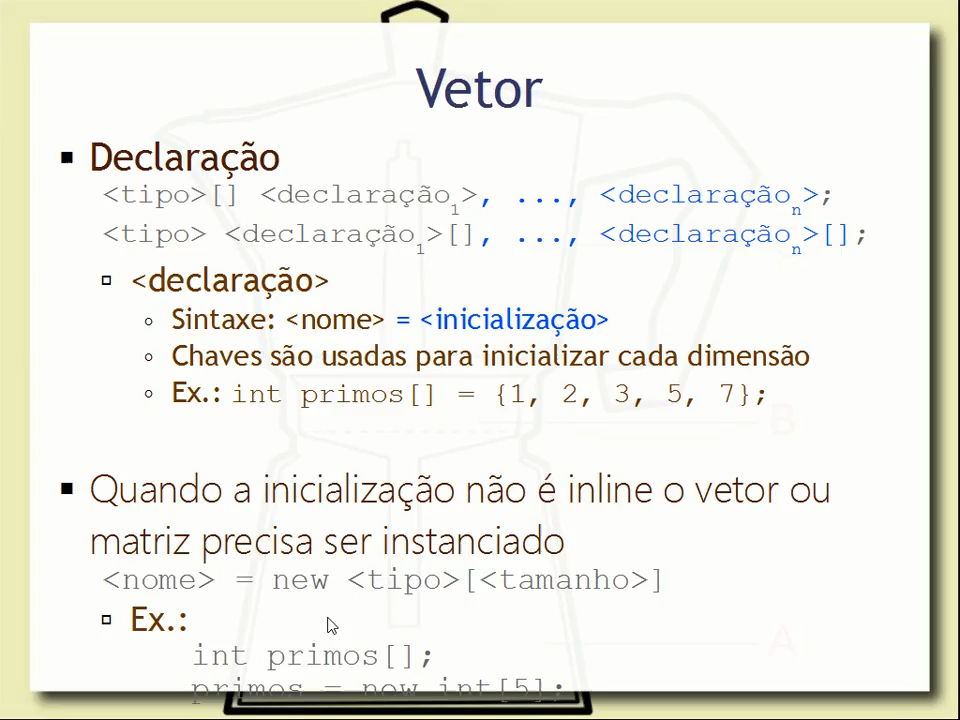 Vetor
Declaração
<tipo>[] <declaração1>, ..., <declaraçãon>;
<tipo> <declaração1>[], ..., <declaraçãon>[];
<declaração>
Sintaxe: <nome> = <inicialização>
Chaves são usadas para inicializar cada dimensão
Ex.: int primos[] = {1, 2, 3, 5, 7};
B
Quando a inicialização não é inline o vetor ou
matriz precisa ser instanciado
<nome> = new <tipo>[<tamanho>]
Ex.:
A
int primos[];
primos = new int[5];